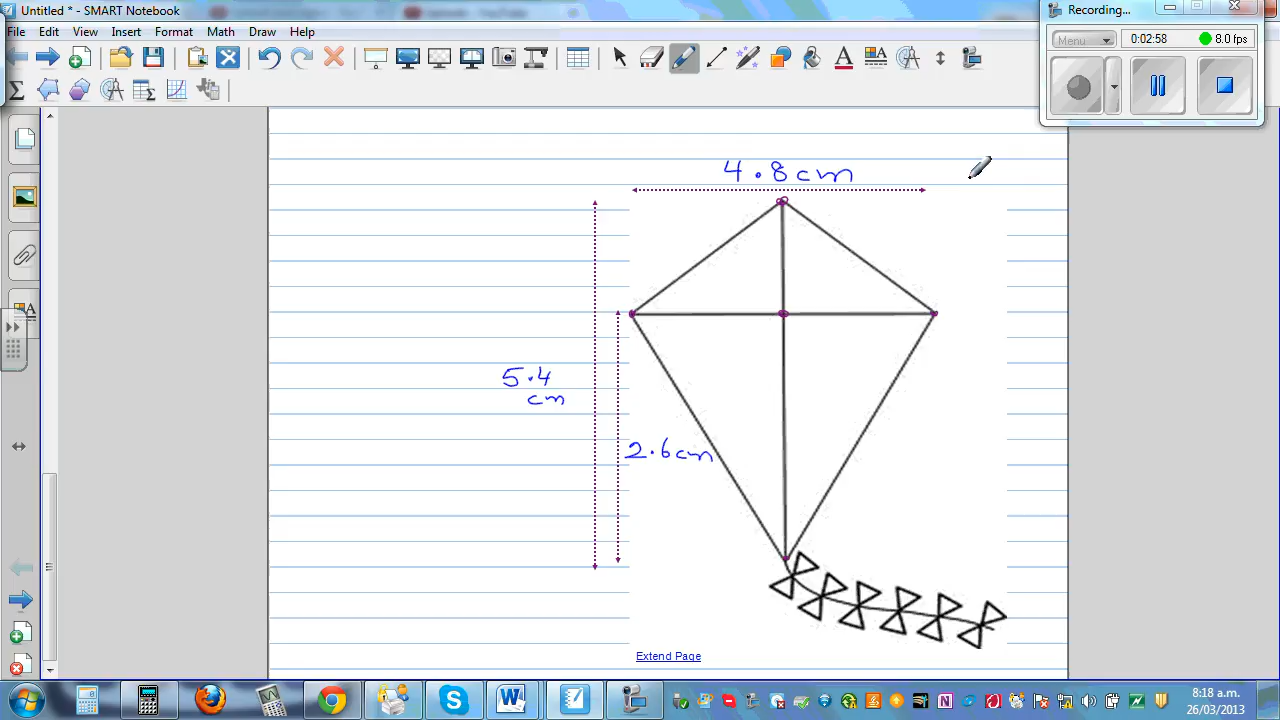 Untitled * - SMART Notebook
Recording...
File Edit View Insert Format Math Draw Help
Menu
0:02:58
8.0 fps
4.8cm
5.4
cm
2.6cm
Extend Page
8:18 a.m.
26/03/2013